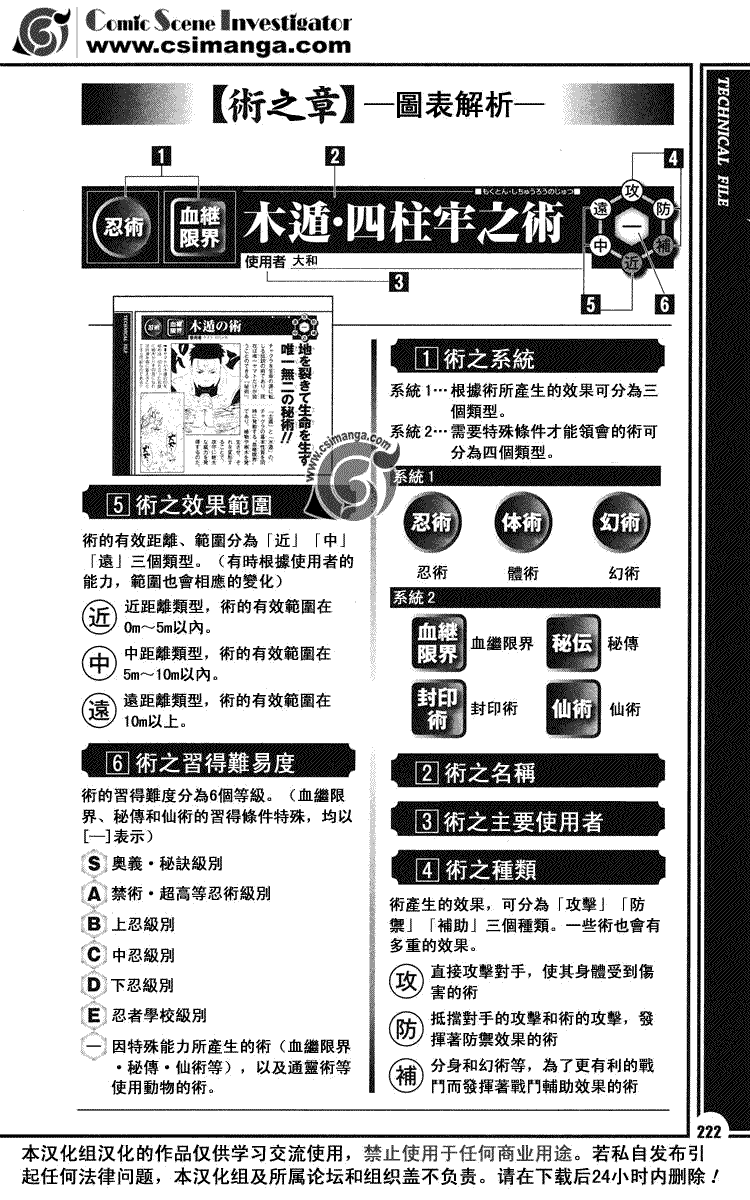 Comic Scene Investigator
www.csimanga.com
TECHNICAL FILE
【術之章】—圖表解析—
1
2
4
忍術
血継限界
■もくとん・しちゅうろうのじゅつ■
木遁・四柱牢之術
使用者 大和
攻
防
補
近
中
遠
一
3
5
6
忍術
血継限界
木遁の術
地を裂きて生命を生す
唯一無二の秘術!!
www.csimanga.com
5 術之效果範圍
術的有效距離、範圍分為「近」「中」
「遠」三個類型。（有時根據使用者的
能力，範圍也會相應的變化）
近 近距離類型，術的有效範圍在
0m～5m以內。
中 中距離類型，術的有效範圍在
5m～10m以內。
遠 遠距離類型，術的有效範圍在
10m以上。
6 術之習得難易度
術的習得難度分為6個等級。（血繼限
界、秘傳和仙術的習得條件特殊，均以
[—]表示）
S 奧義・秘訣級別
A 禁術・超高等忍術級別
B 上忍級別
C 中忍級別
D 下忍級別
E 忍者學校級別
一 因特殊能力所產生的術（血繼限界
・秘傳・仙術等），以及通靈術等
使用動物的術。
1 術之系統
系統1…根據術所產生的效果可分為三
個類型。
系統2…需要特殊條件才能領會的術可
分為四個類型。
系統1
忍術 体術 幻術
忍術 體術 幻術
系統2
血継限界 血繼限界 秘伝 秘傳
封印術 封印術 仙術 仙術
2 術之名稱
3 術之主要使用者
4 術之種類
術產生的效果，可分為「攻擊」「防
禦」「補助」三個種類。一些術也會有
多重的效果。
攻 直接攻擊對手，使其身體受到傷
害的術
防 抵擋對手的攻擊和術的攻擊，發
揮著防禦效果的術
補 分身和幻術等，為了更有利的戰
鬥而發揮著戰鬥輔助效果的術
222
本汉化组汉化的作品仅供学习交流使用，禁止使用于任何商业用途。若私自发布引
起任何法律问题，本汉化组及所属论坛和组织盖不负责。请在下载后24小时内删除！